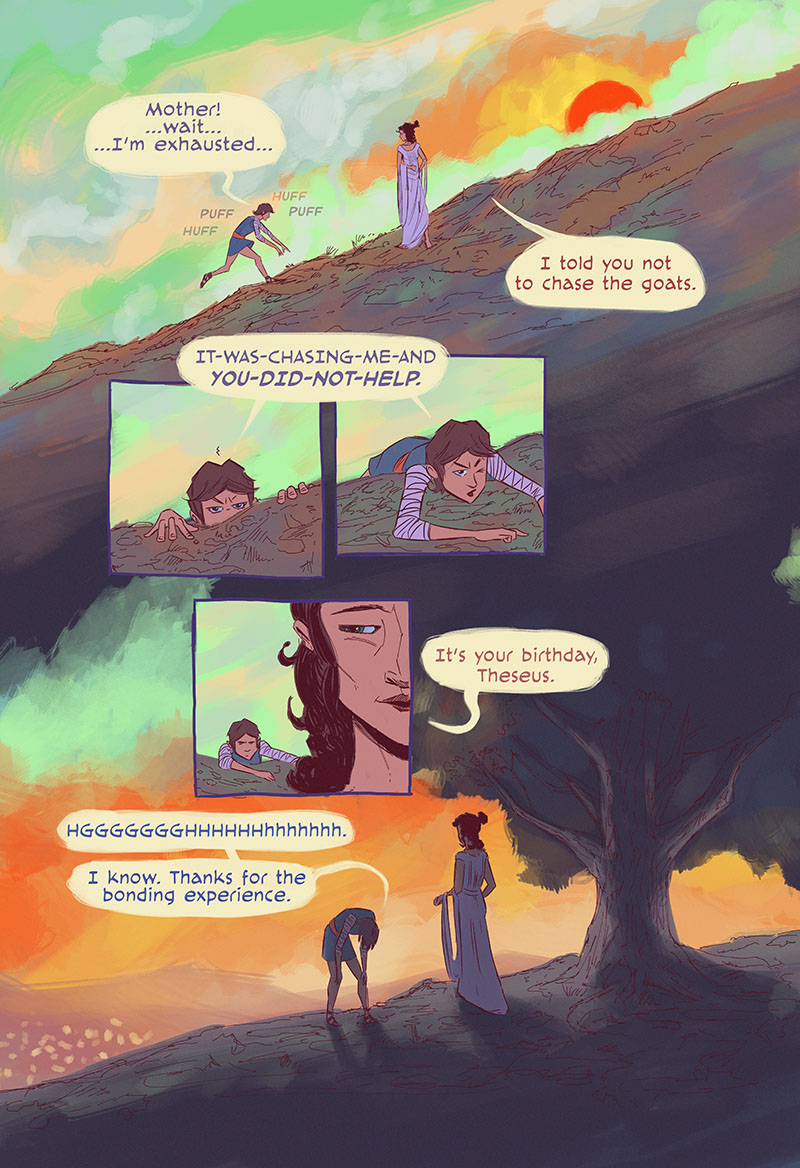 Mother!
...wait...
...I'm exhausted...
HUFF
PUFF
PUFF
HUFF
I told you not
to chase the goats.
IT-WAS-CHASING-ME-AND
YOU-DID-NOT-HELP.
It's your birthday,
Theseus.
HGGGGGGGHHHHHHhhhhhhh.
I know. Thanks for the
bonding experience.